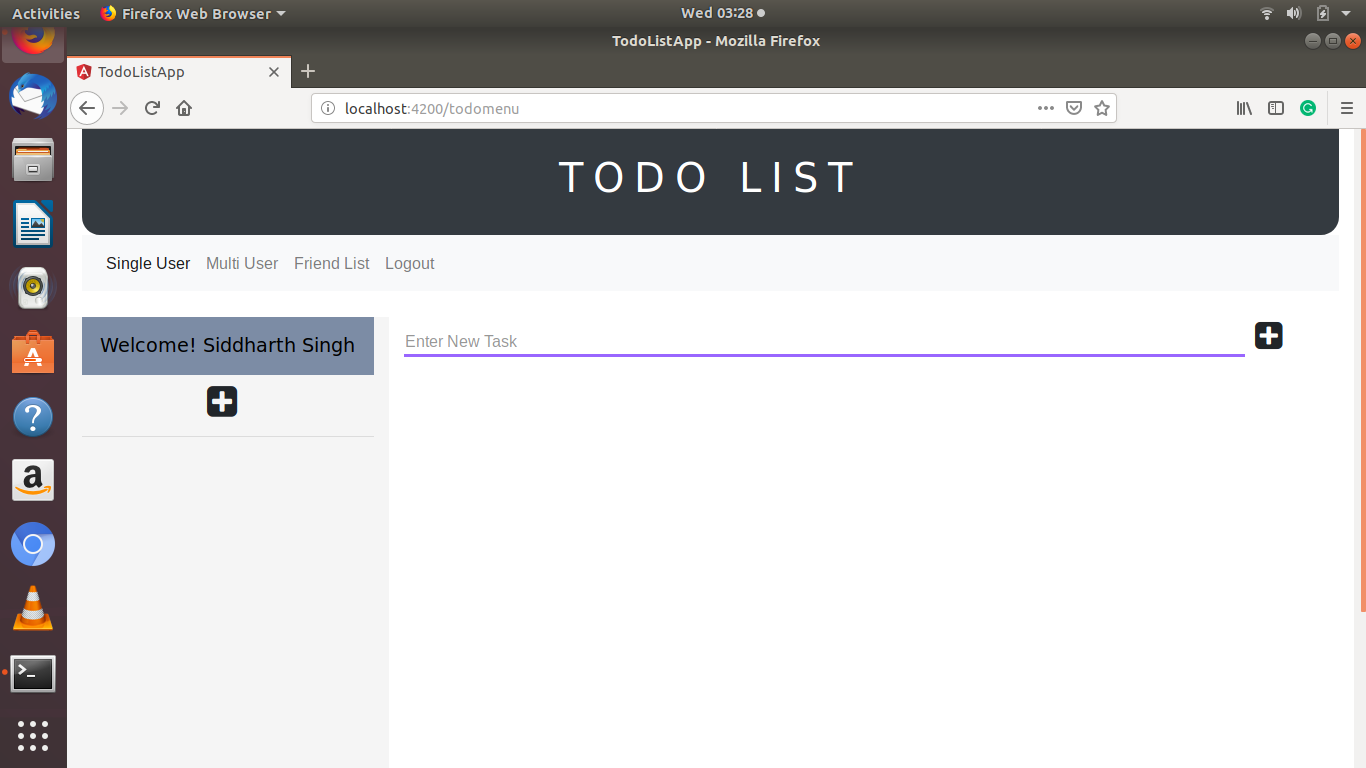 Activities Firefox Web Browser Wed 03:28
TodoListApp - Mozilla Firefox
TodoListApp
localhost:4200/todomenu
TODO LIST
Single User Multi User Friend List Logout
Welcome! Siddharth Singh
Enter New Task